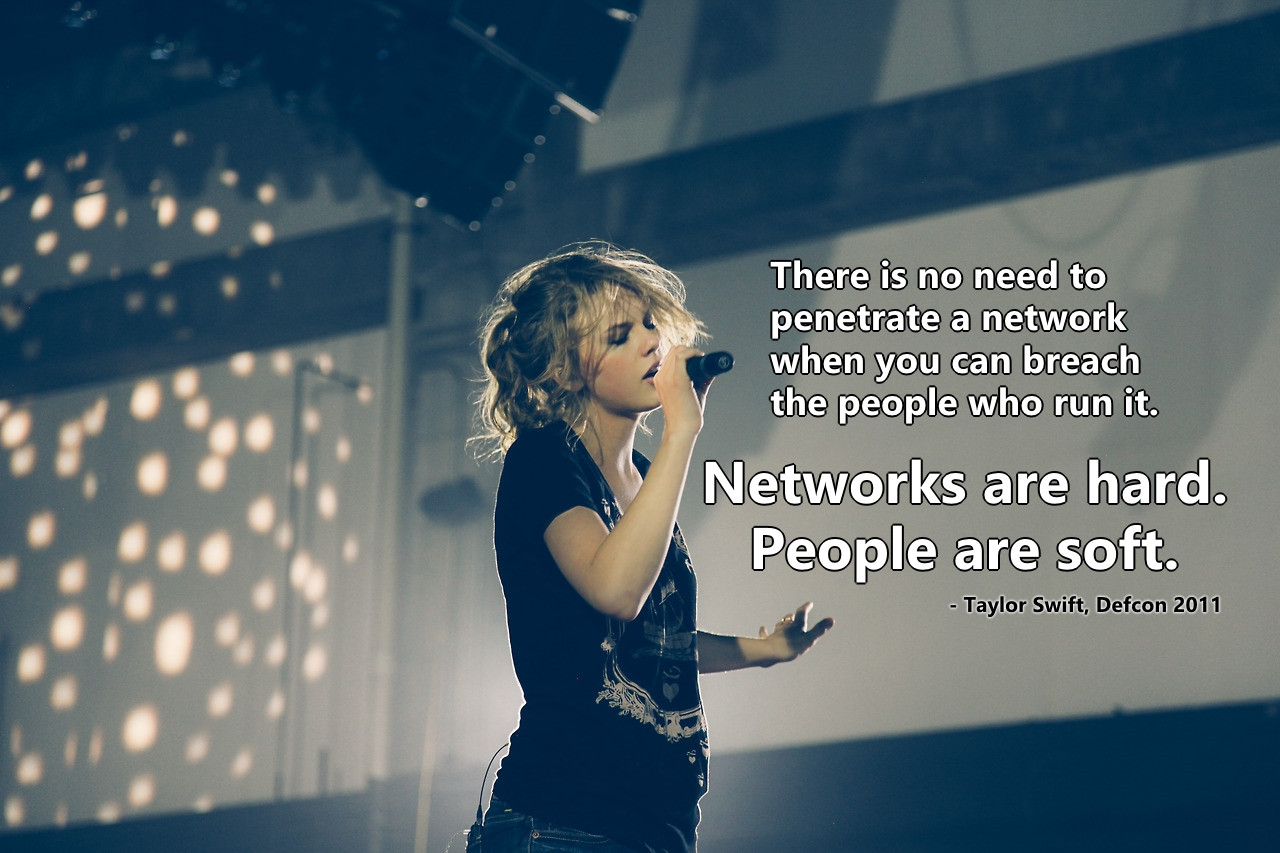 There is no need to
penetrate a network
when you can breach
the people who run it.
Networks are hard.
People are soft.
- Taylor Swift, Defcon 2011